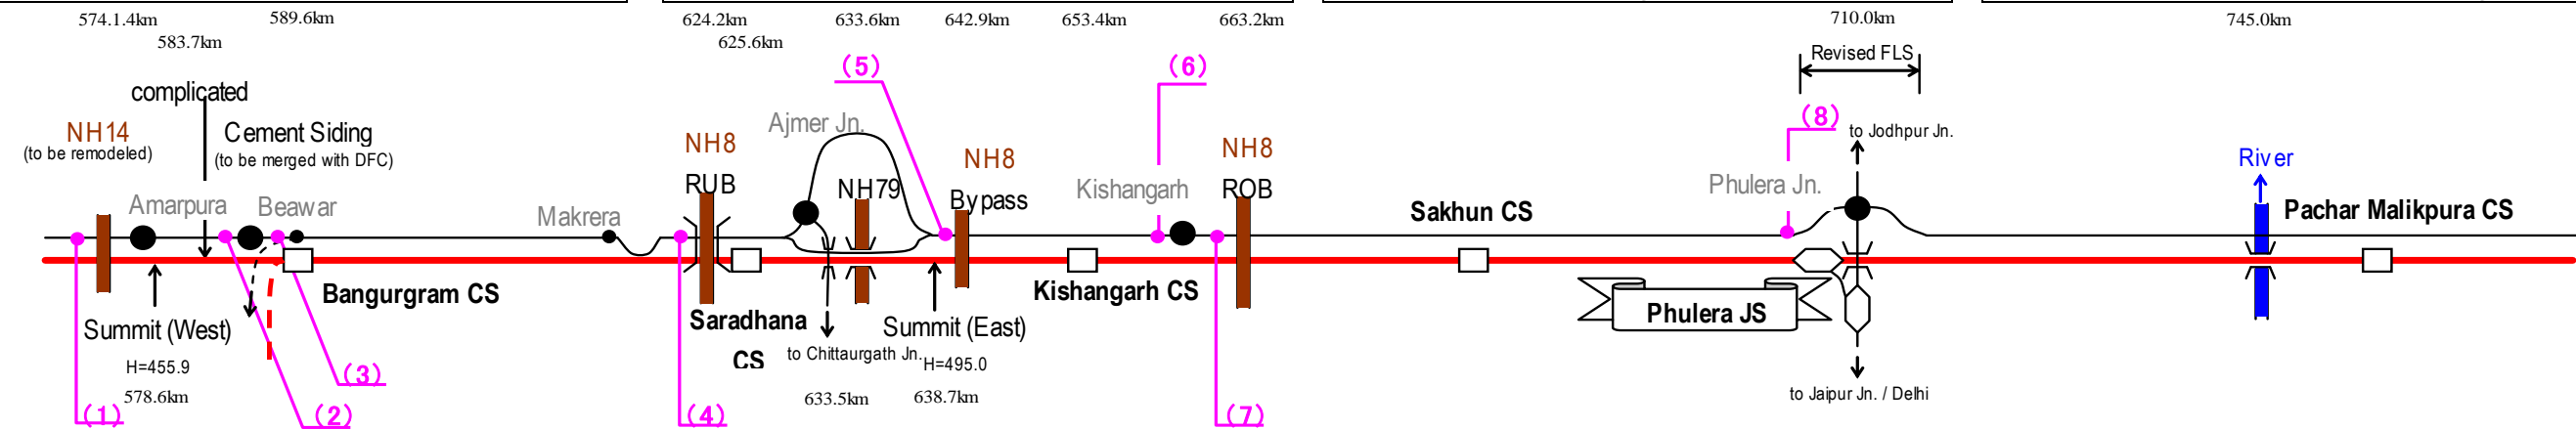 574.1.4km
589.6km
624.2km
633.6km
642.9km
653.4km
663.2km
710.0km
745.0km
583.7km
625.6km
Revised FLS
(5)
(6)
complicated
(8)
NH14
(to be remodeled)
Cement Siding
(to be merged with DFC)
Ajmer Jn.
to Jodhpur Jn.
NH8
RUB
NH8
Bypass
NH8
ROB
River
NH79
Kishangarh
Phulera Jn.
Amarpura
Beawar
Makrera
Sakhun CS
Pachar Malikpura CS
Bangurgram CS
Kishangarh CS
Summit (West)
H=455.9
578.6km
Saradhana
CS
Summit (East)
H=495.0
638.7km
Phulera JS
to Chittaurgath Jn.
633.5km
(3)
to Jaipur Jn. / Delhi
(1)
(2)
(4)
(7)